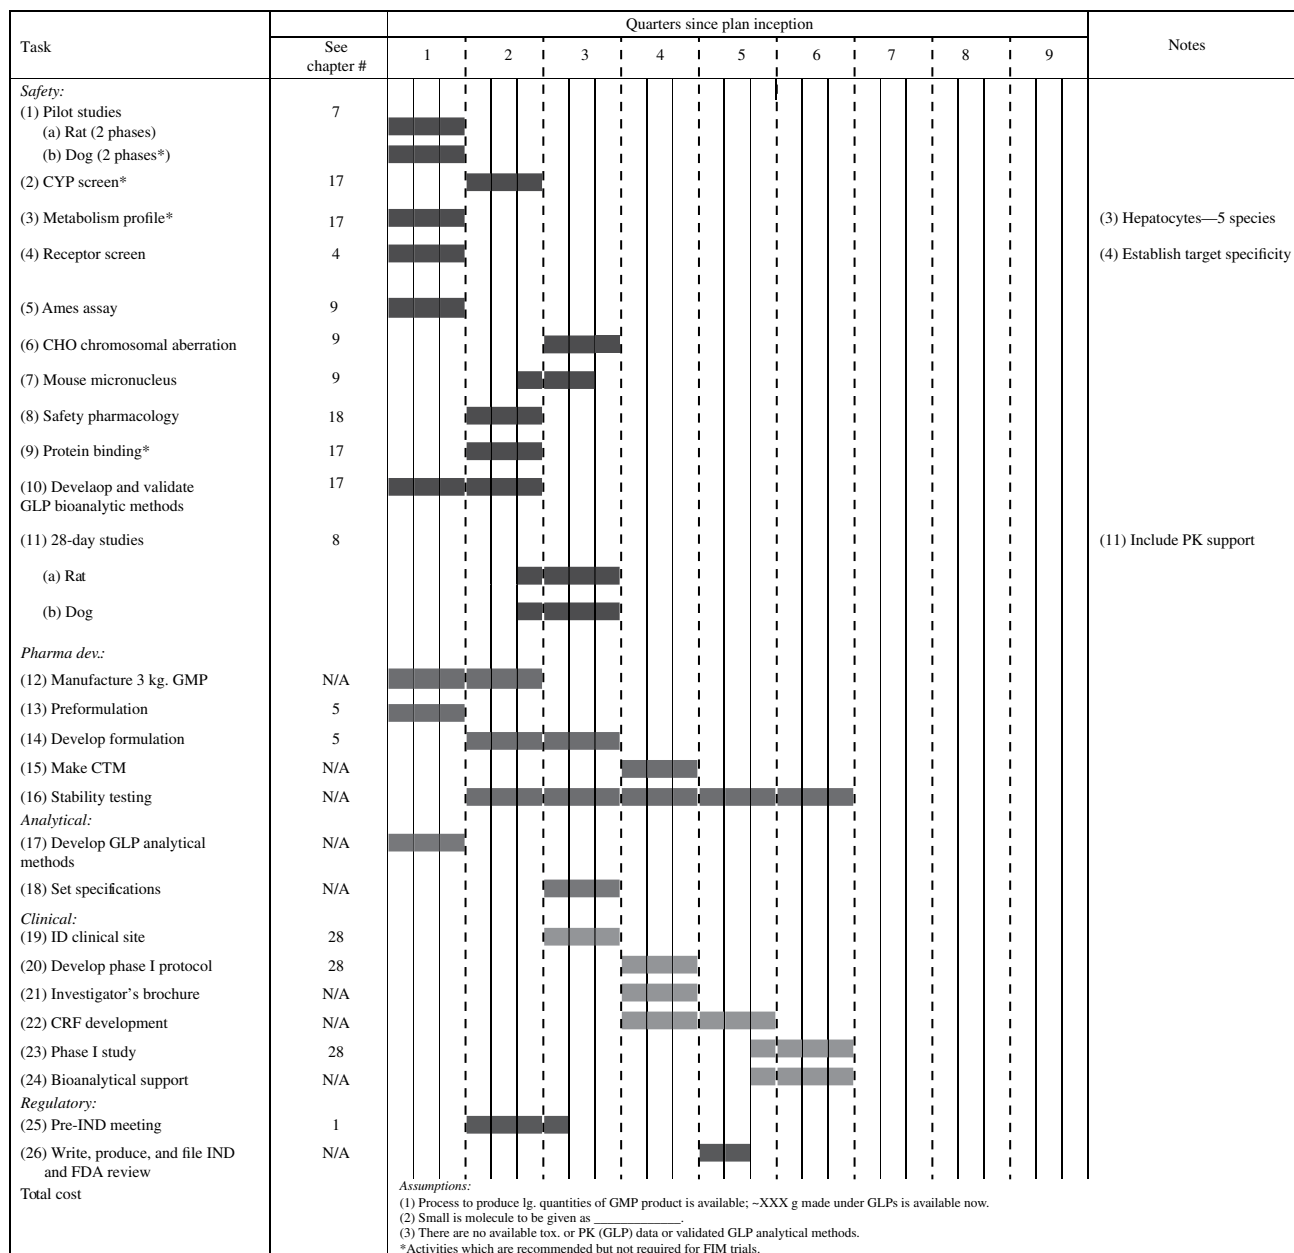 Quarters since plan inception
Task
See
chapter #
1 2 3 4 5 6 7 8 9
Notes
Safety:
(1) Pilot studies 7
(a) Rat (2 phases)
(b) Dog (2 phases*)
(2) CYP screen* 17
(3) Metabolism profile* 17 (3) Hepatocytes—5 species
(4) Receptor screen 4 (4) Establish target specificity
(5) Ames assay 9
(6) CHO chromosomal aberration 9
(7) Mouse micronucleus 9
(8) Safety pharmacology 18
(9) Protein binding* 17
(10) Develaop and validate 17
GLP bioanalytic methods
(11) 28-day studies 8 (11) Include PK support
(a) Rat
(b) Dog
Pharma dev.:
(12) Manufacture 3 kg. GMP N/A
(13) Preformulation 5
(14) Develop formulation 5
(15) Make CTM N/A
(16) Stability testing N/A
Analytical:
(17) Develop GLP analytical N/A
methods
(18) Set specifications N/A
Clinical:
(19) ID clinical site 28
(20) Develop phase I protocol 28
(21) Investigator’s brochure N/A
(22) CRF development N/A
(23) Phase I study 28
(24) Bioanalytical support N/A
Regulatory:
(25) Pre-IND meeting 1
(26) Write, produce, and file IND N/A
and FDA review
Total cost
Assumptions:
(1) Process to produce lg. quantities of GMP product is available; ~XXX g made under GLPs is available now.
(2) Small is molecule to be given as _____________.
(3) There are no available tox. or PK (GLP) data or validated GLP analytical methods.
*Activities which are recommended but not required for FIM trials.